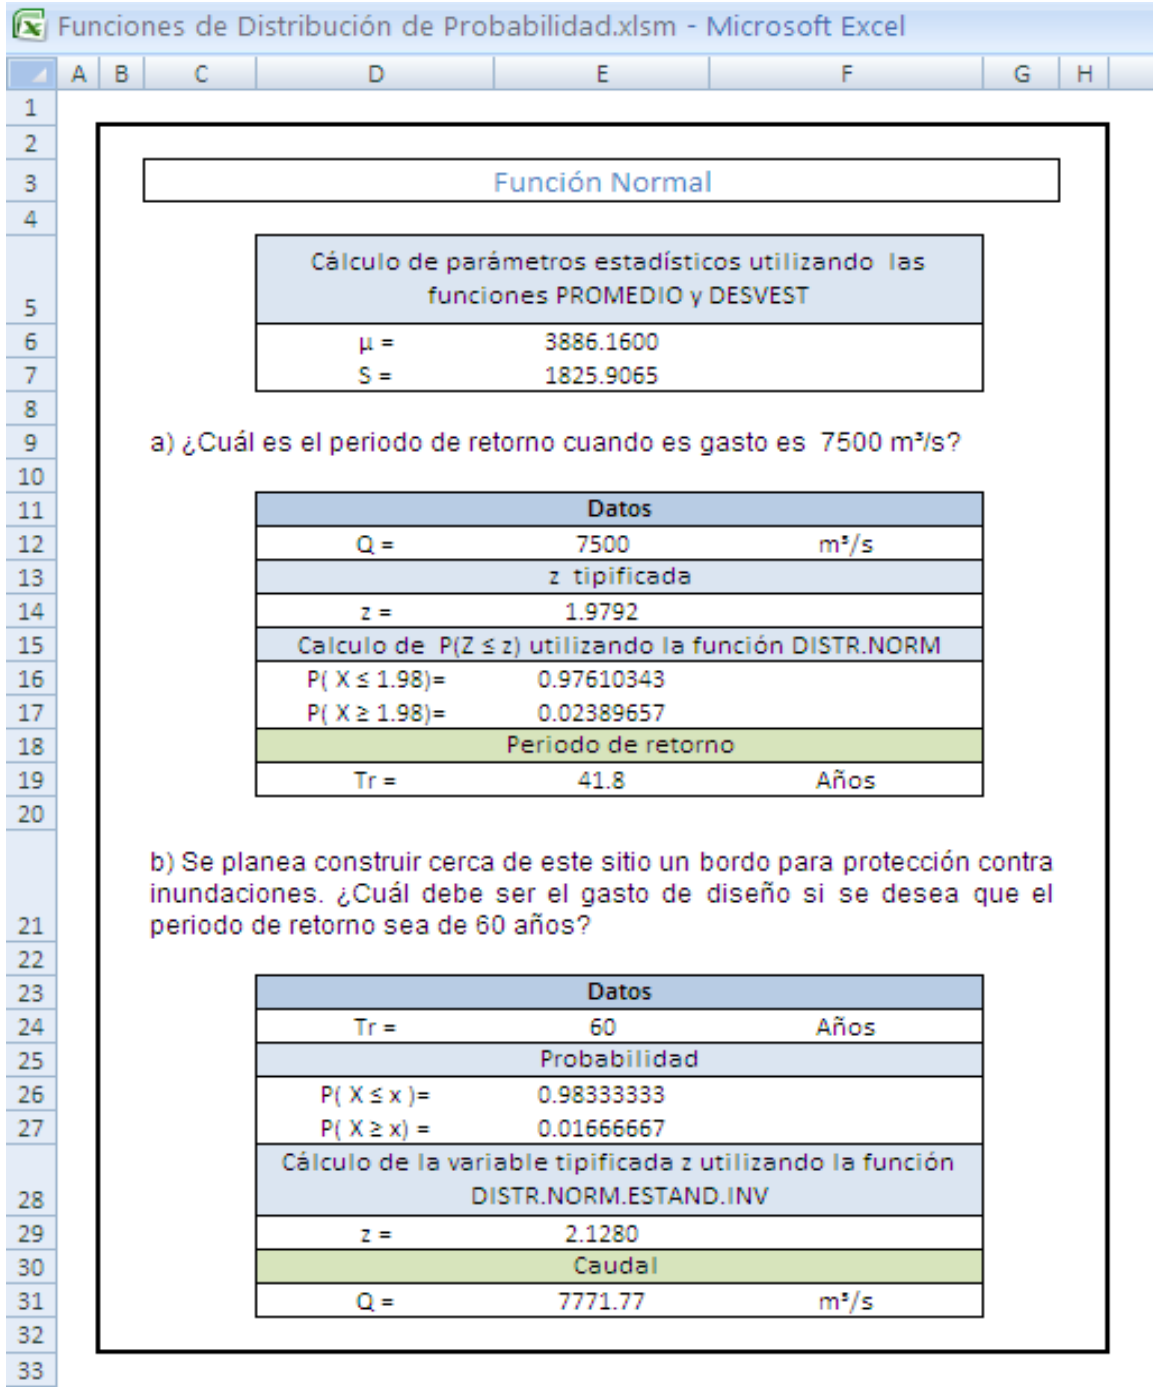 Funciones de Distribución de Probabilidad.xlsm - Microsoft Excel
A B C D E F G H
1
2
3 Función Normal
4
Cálculo de parámetros estadísticos utilizando las
5 funciones PROMEDIO y DESVEST
6 μ = 3886.1600
7 S = 1825.9065
8
9 a) ¿Cuál es el periodo de retorno cuando es gasto es 7500 m³/s?
10
11 Datos
12 Q = 7500 m³/s
13 z tipificada
14 z = 1.9792
15 Calculo de P(Z ≤ z) utilizando la función DISTR.NORM
16 P( X ≤ 1.98)= 0.97610343
17 P( X ≥ 1.98)= 0.02389657
18 Periodo de retorno
19 Tr = 41.8 Años
20
b) Se planea construir cerca de este sitio un bordo para protección contra
inundaciones. ¿Cuál debe ser el gasto de diseño si se desea que el
21 periodo de retorno sea de 60 años?
22
23 Datos
24 Tr = 60 Años
25 Probabilidad
26 P( X ≤ x )= 0.98333333
27 P( X ≥ x) = 0.01666667
Cálculo de la variable tipificada z utilizando la función
28 DISTR.NORM.ESTAND.INV
29 z = 2.1280
30 Caudal
31 Q = 7771.77 m³/s
32
33